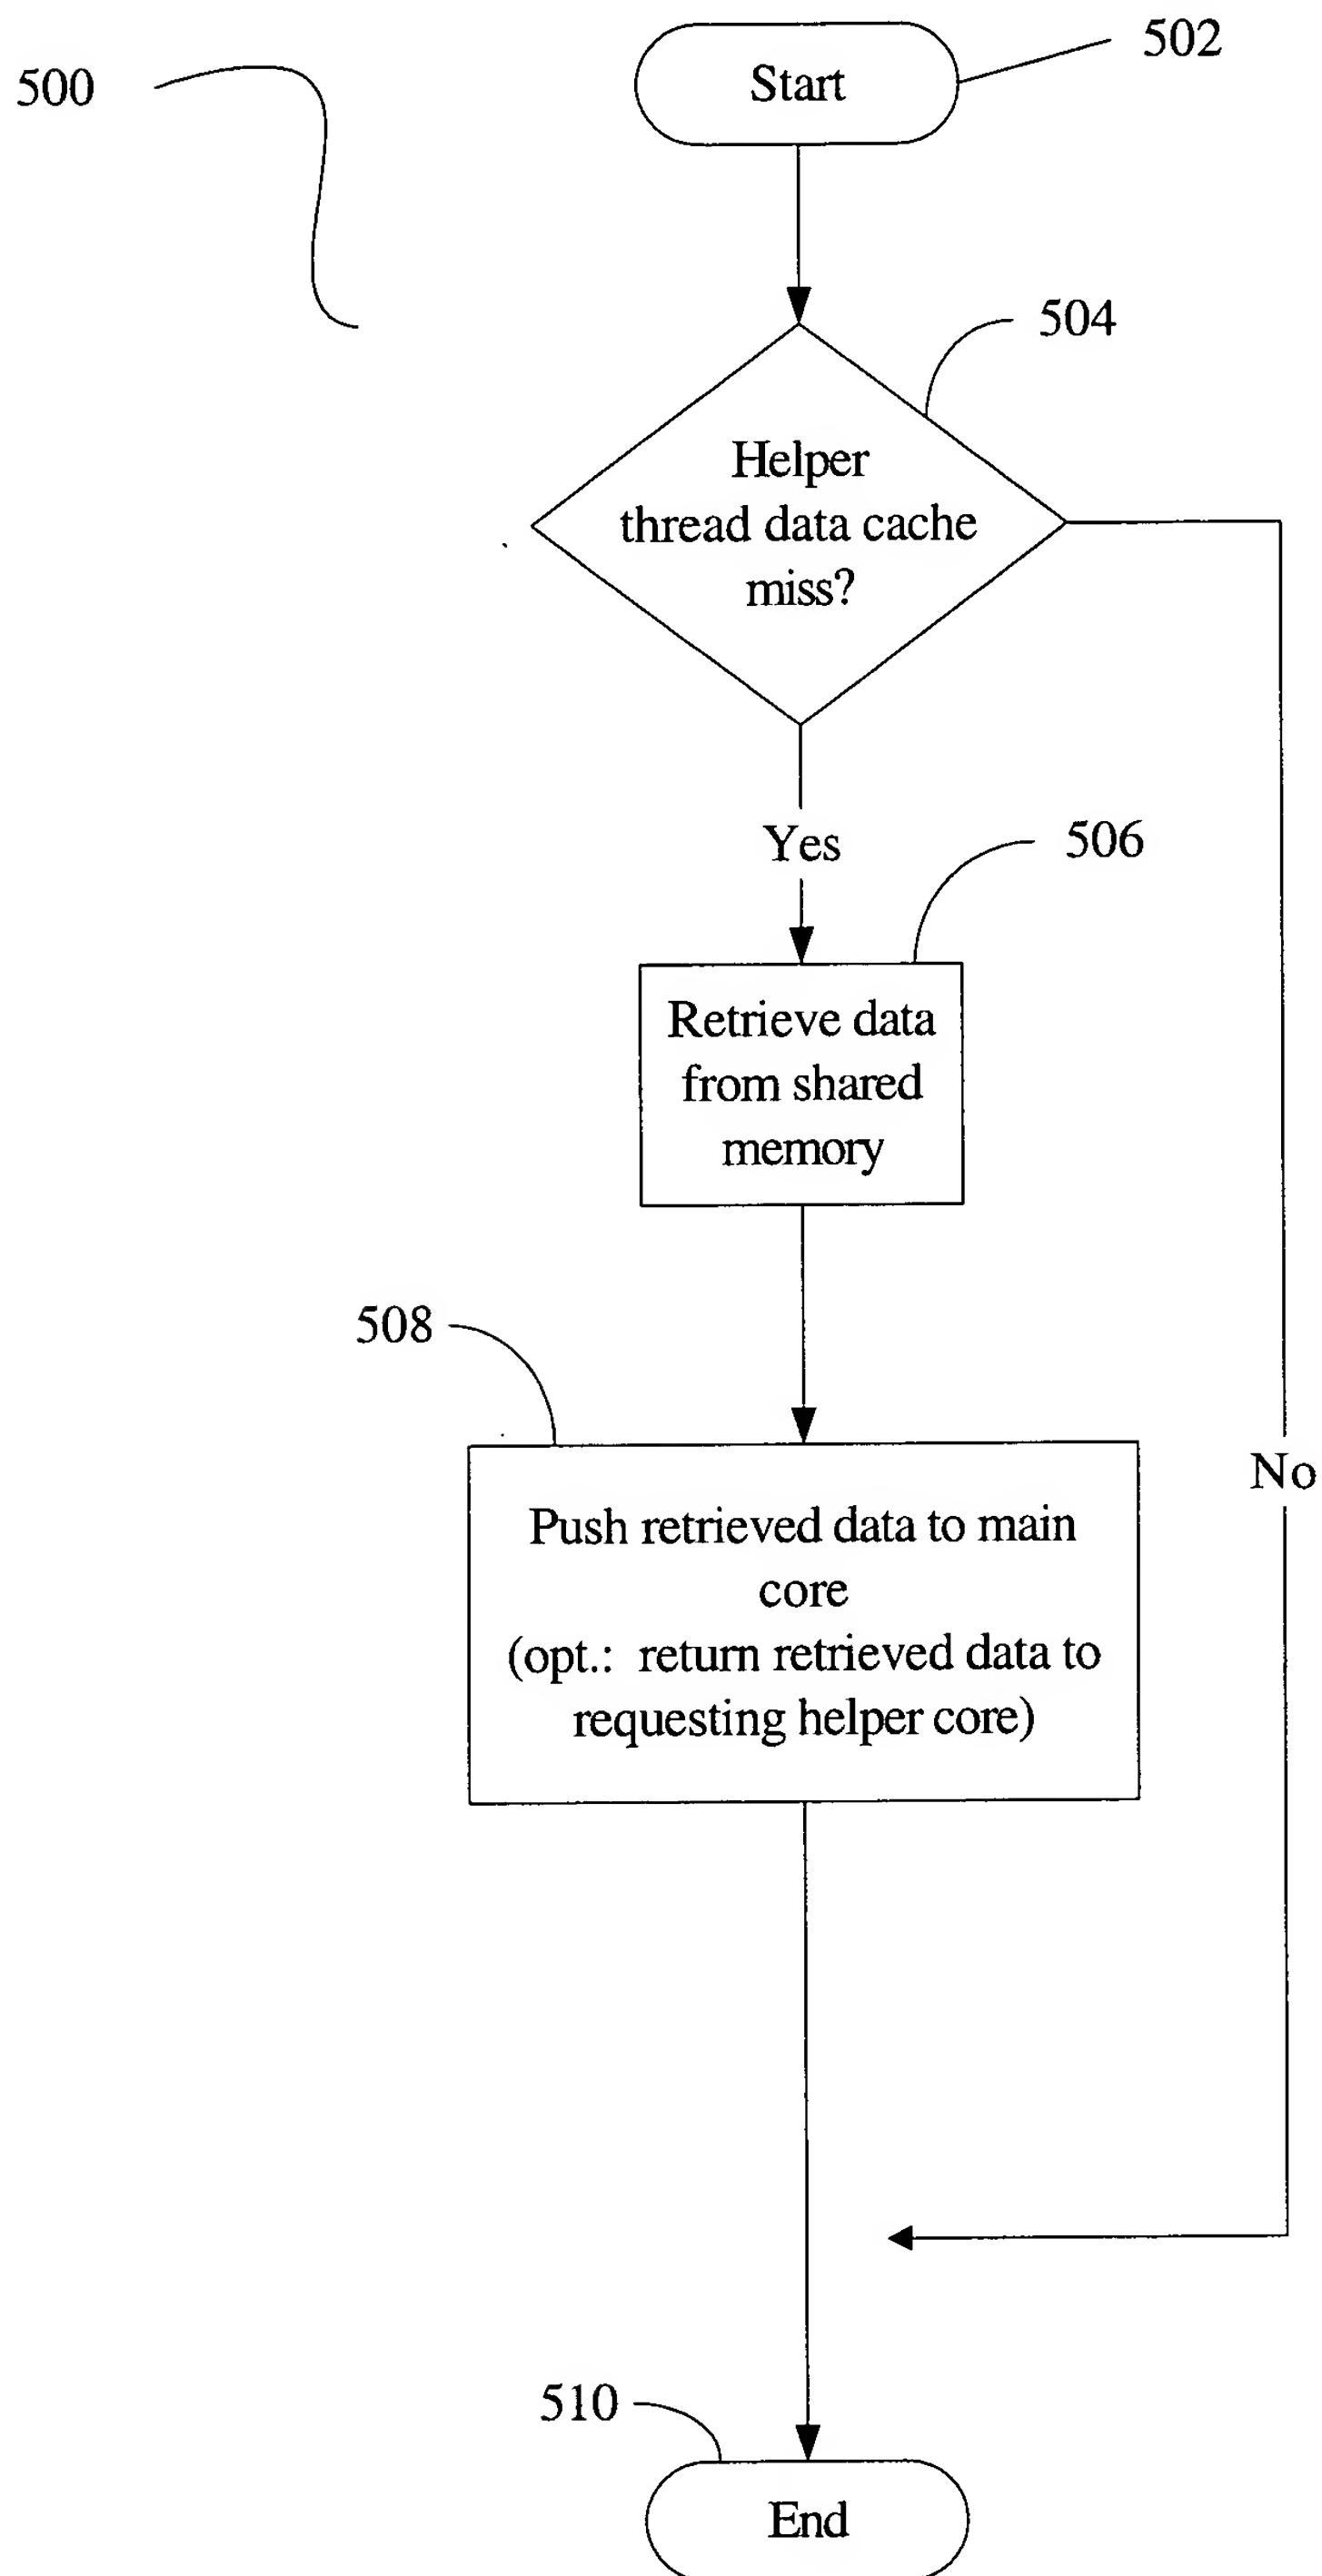 500
Start
502
504
Helper
thread data cache
miss?
Yes
506
Retrieve data
from shared
memory
508
Push retrieved data to main
core
(opt.: return retrieved data to
requesting helper core)
No
510
End